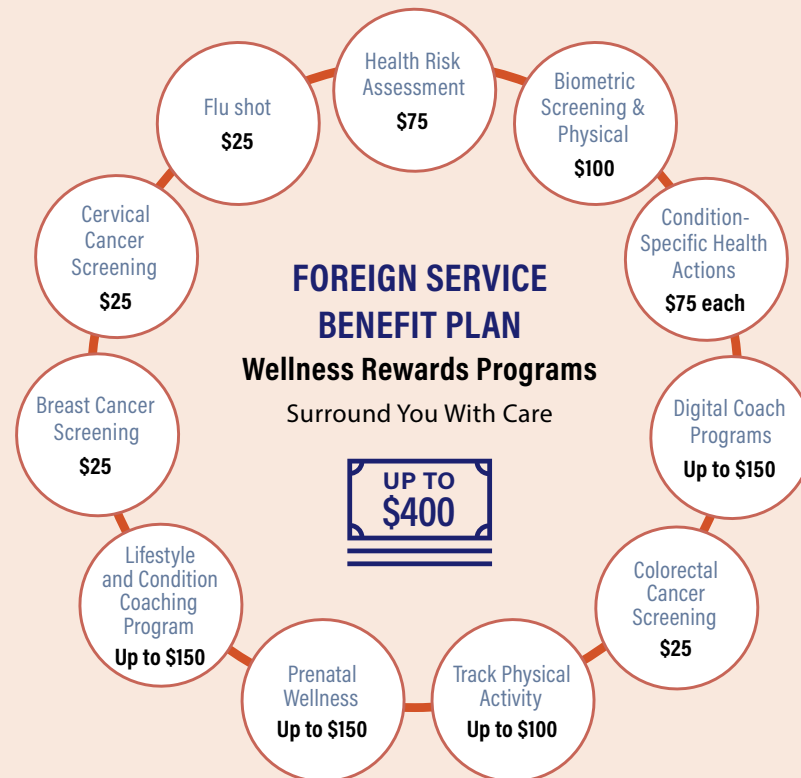 Health Risk
Assessment
$75
Biometric
Screening &
Physical
$100
Condition-
Specific Health
Actions
$75 each
Digital Coach
Programs
Up to $150
Colorectal
Cancer
Screening
$25
Track Physical
Activity
Up to $100
Prenatal
Wellness
Up to $150
Lifestyle
and Condition
Coaching
Program
Up to $150
Breast Cancer
Screening
$25
Cervical
Cancer
Screening
$25
Flu shot
$25
FOREIGN SERVICE
BENEFIT PLAN
Wellness Rewards Programs
Surround You With Care
UP TO
$400